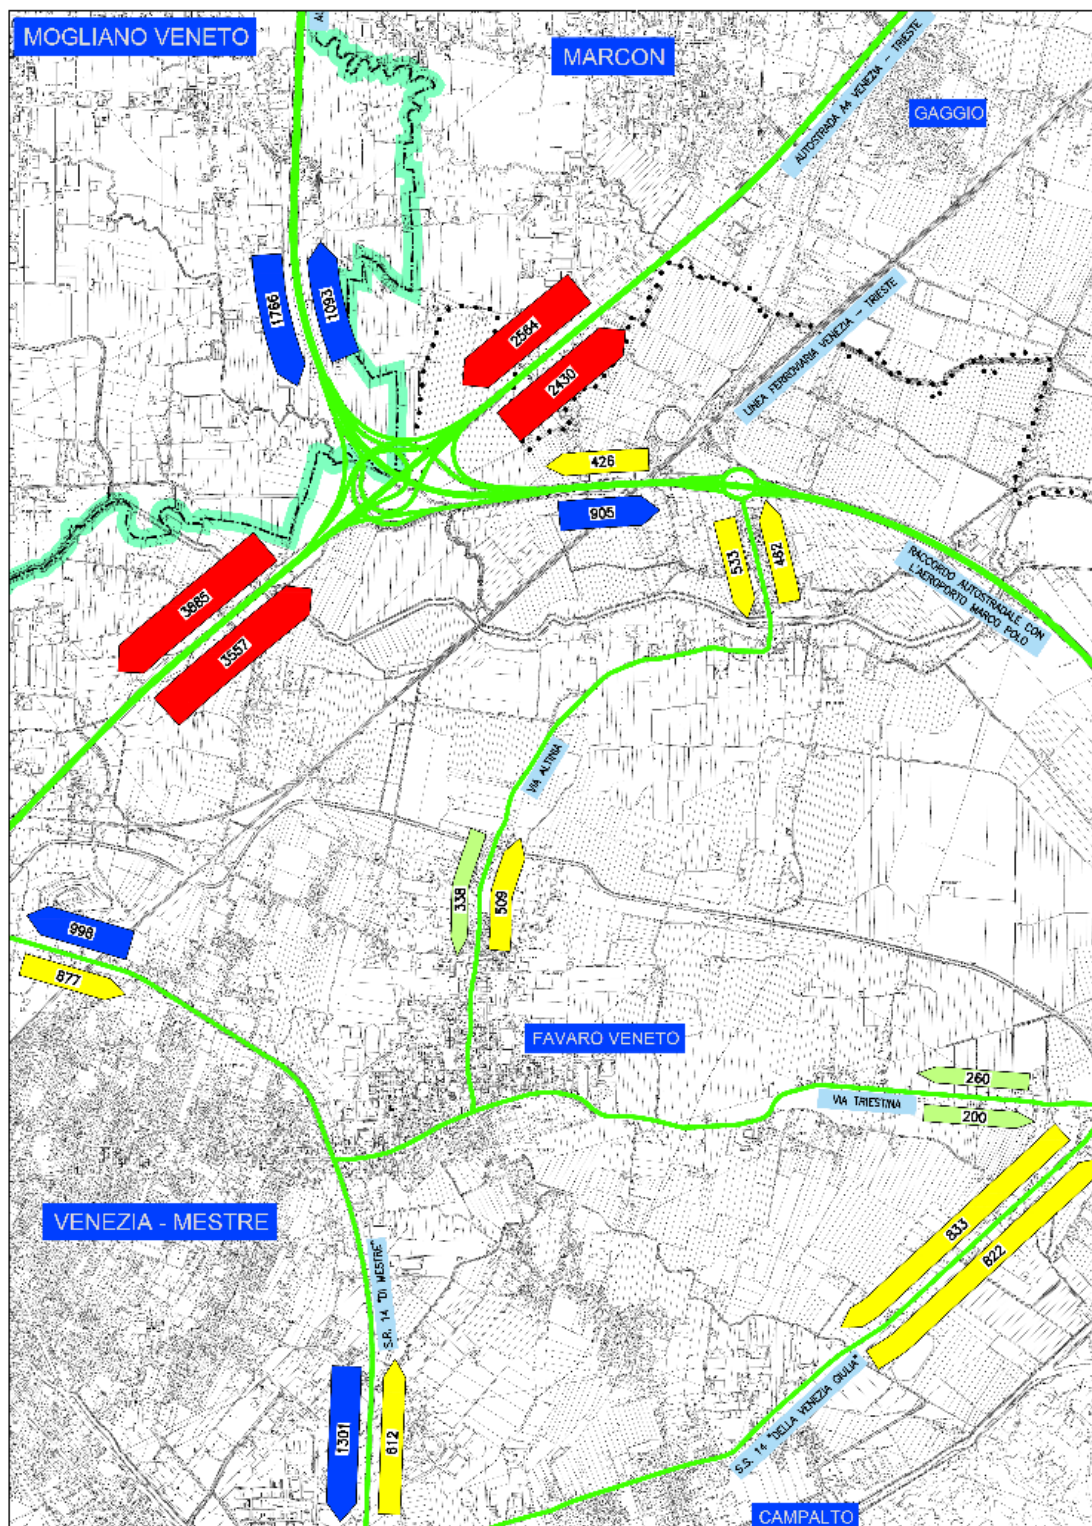 MOGLIANO VENETO
MARCON
AUTOSTRADA A4 VENEZIA - TRIESTE
GAGGIO
1766
1093
2564
2430
LINEA FERROVIARIA VENEZIA - TRIESTE
426
905
533
482
RACCORDO AUTOSTRADALE CON
L'AEROPORTO MARCO POLO
3885
3557
VIA ALTINIA
338
509
998
877
FAVARO VENETO
260
VIA TRIESTINA
200
VENEZIA - MESTRE
833
822
S.R. 14 "DI MESTRE"
1301
612
S.S. 14 "DELLA VENEZIA GIULIA"
CAMPALTO